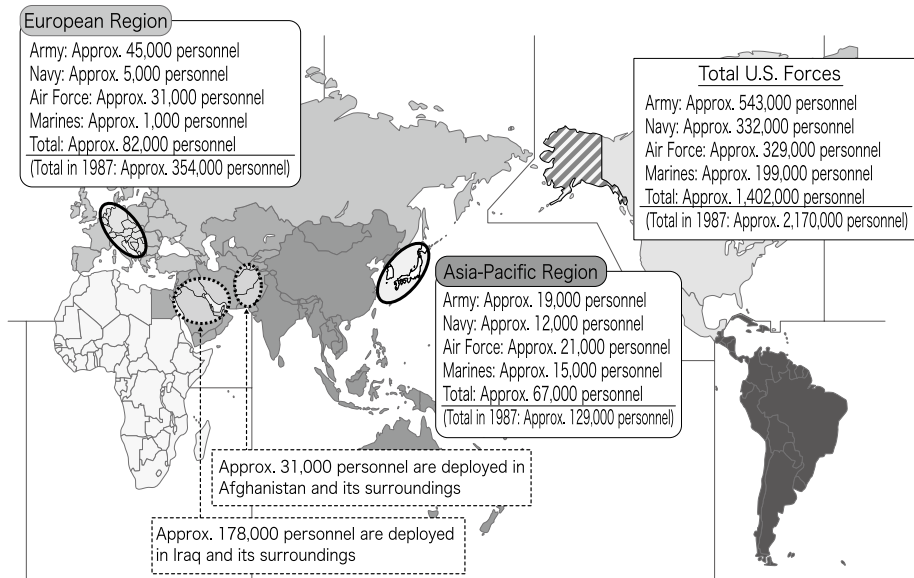 European Region
Army: Approx. 45,000 personnel
Navy: Approx. 5,000 personnel
Air Force: Approx. 31,000 personnel
Marines: Approx. 1,000 personnel
Total: Approx. 82,000 personnel
(Total in 1987: Approx. 354,000 personnel)
Total U.S. Forces
Army: Approx. 543,000 personnel
Navy: Approx. 332,000 personnel
Air Force: Approx. 329,000 personnel
Marines: Approx. 199,000 personnel
Total: Approx. 1,402,000 personnel
(Total in 1987: Approx. 2,170,000 personnel)
Asia-Pacific Region
Army: Approx. 19,000 personnel
Navy: Approx. 12,000 personnel
Air Force: Approx. 21,000 personnel
Marines: Approx. 15,000 personnel
Total: Approx. 67,000 personnel
(Total in 1987: Approx. 129,000 personnel)
Approx. 31,000 personnel are deployed in
Afghanistan and its surroundings
Approx. 178,000 personnel are deployed
in Iraq and its surroundings